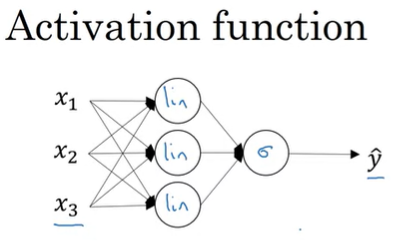 Activation function
x₁
lin
x₂
lin
σ
ŷ
x₃
lin